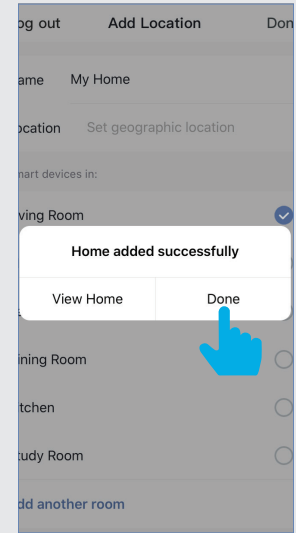 og out Add Location Don
ame My Home
ocation Set geographic location
mart devices in:
ving Room
Home added successfully
View Home Done
ining Room
tchen
tudy Room
dd another room